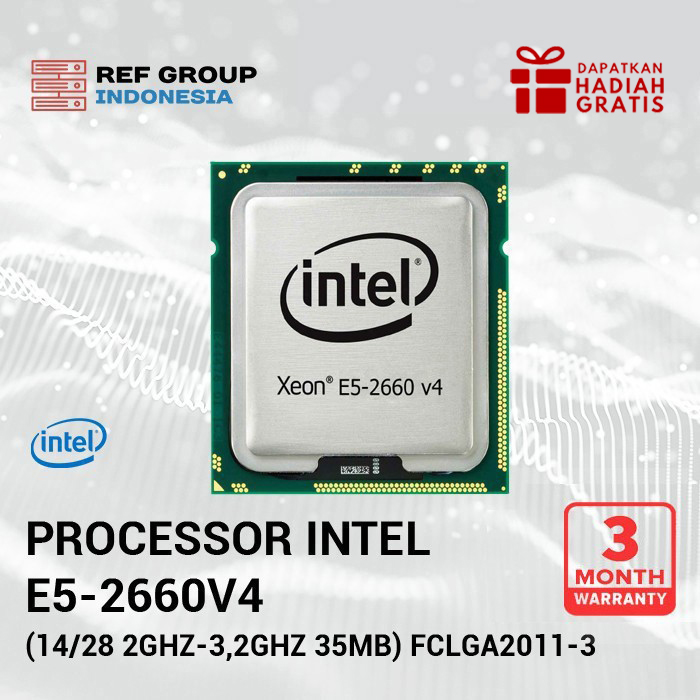 REF GROUP
INDONESIA
DAPATKAN
HADIAH
GRATIS
intel
Xeon® E5-2660 v4
intel
PROCESSOR INTEL
E5-2660V4
(14/28 2GHZ-3,2GHZ 35MB) FCLGA2011-3
3
MONTH
WARRANTY